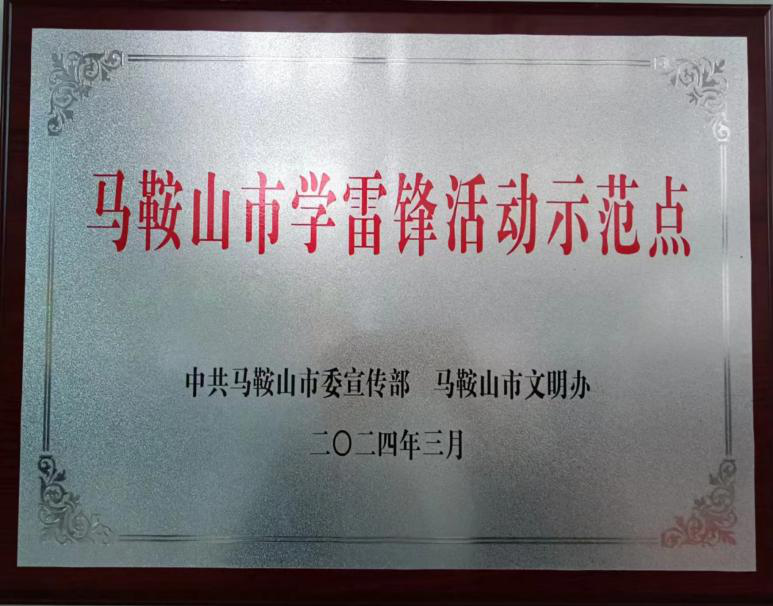 马鞍山市学雷锋活动示范点
中共马鞍山市委宣传部 马鞍山市文明办
二〇二四年三月